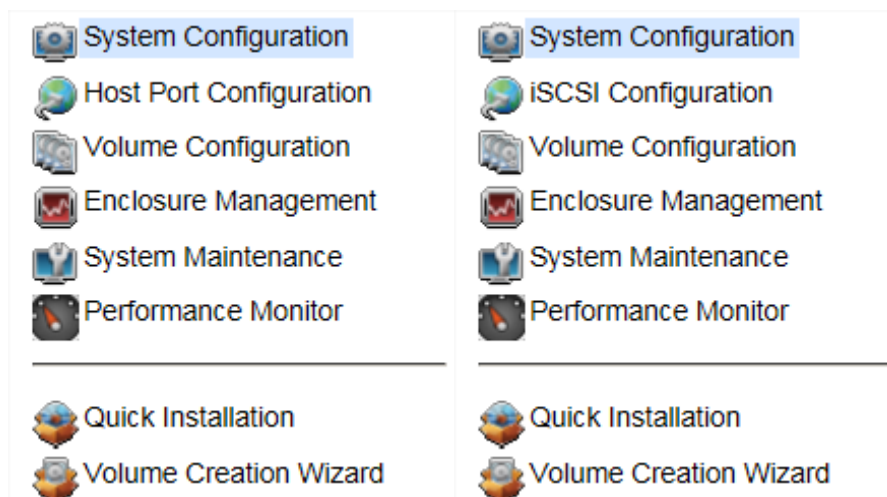 System Configuration
Host Port Configuration
Volume Configuration
Enclosure Management
System Maintenance
Performance Monitor
Quick Installation
Volume Creation Wizard
System Configuration
iSCSI Configuration
Volume Configuration
Enclosure Management
System Maintenance
Performance Monitor
Quick Installation
Volume Creation Wizard